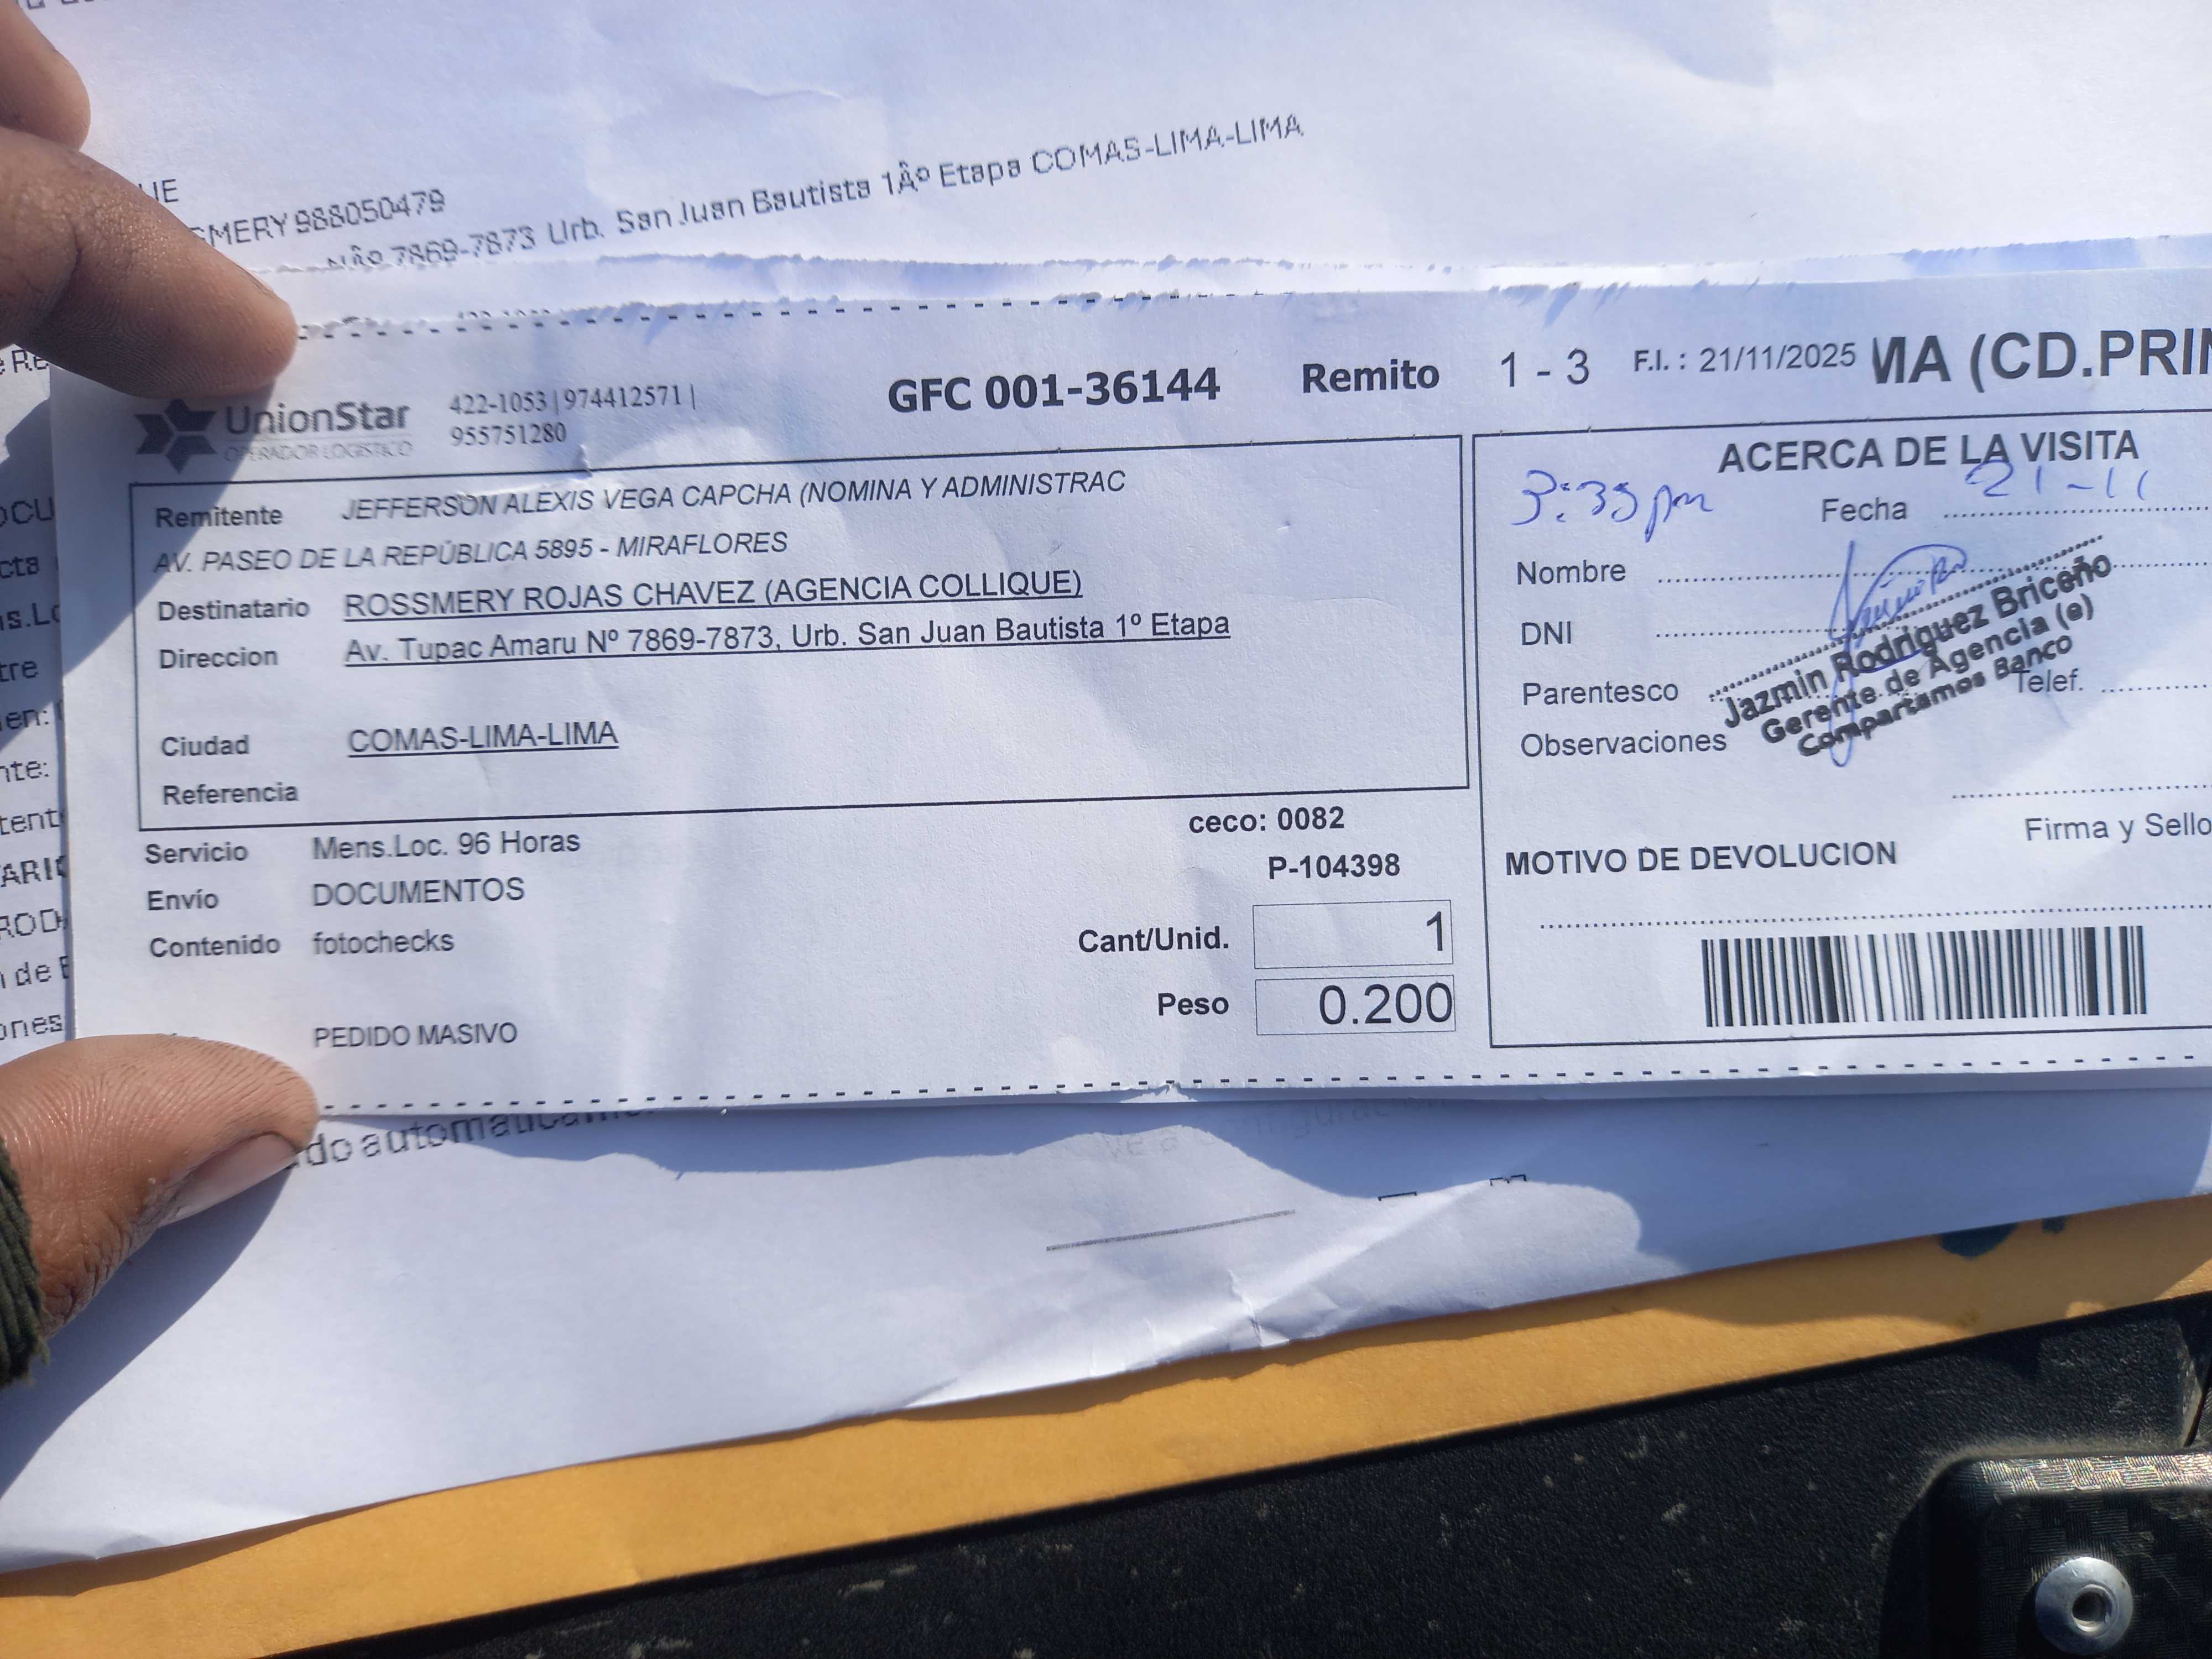 UE
MERY 988050479
Nº 7869-7873 Urb. San Juan Bautista 1Âº Etapa COMAS-LIMA-LIMA
UnionStar
OPERADOR LOGISTICO
422-1053 | 974412571 |
955751280
GFC 001-36144
Remito 1 - 3
F.I. : 21/11/2025
MA (CD.PRIN
Remitente JEFFERSON ALEXIS VEGA CAPCHA (NOMINA Y ADMINISTRAC
AV. PASEO DE LA REPÚBLICA 5895 - MIRAFLORES
Destinatario ROSSMERY ROJAS CHAVEZ (AGENCIA COLLIQUE)
Direccion Av. Tupac Amaru Nº 7869-7873, Urb. San Juan Bautista 1º Etapa
Ciudad COMAS-LIMA-LIMA
Referencia
Servicio Mens.Loc. 96 Horas
Envío DOCUMENTOS
Contenido fotochecks
PEDIDO MASIVO
ceco: 0082
P-104398
Cant/Unid. 1
Peso 0.200
ACERCA DE LA VISITA
3:35 pm Fecha 21-11
Nombre
DNI
Parentesco
Telef.
Observaciones
Jazmin Rodriguez Briceño
Gerente de Agencia (e)
Compartamos Banco
Firma y Sello
MOTIVO DE DEVOLUCION
do